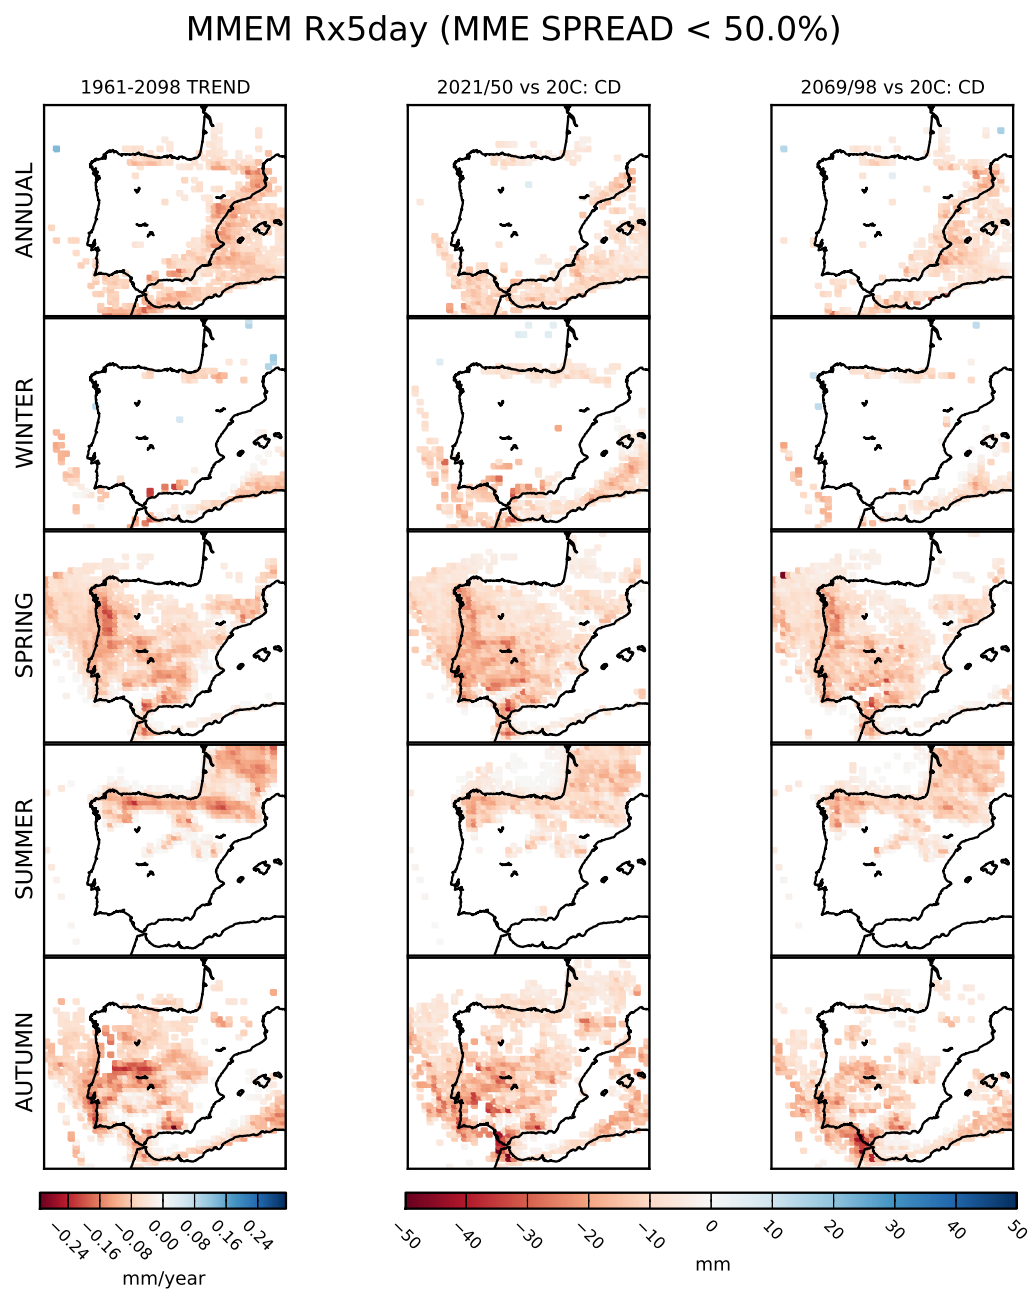 MMEM Rx5day (MME SPREAD < 50.0%)
1961-2098 TREND
2021/50 vs 20C: CD
2069/98 vs 20C: CD
ANNUAL
WINTER
SPRING
SUMMER
AUTUMN
−0.24 −0.16 −0.08 0.00 0.08 0.16 0.24
mm/year
−50 −40 −30 −20 −10 0 10 20 30 40 50
mm